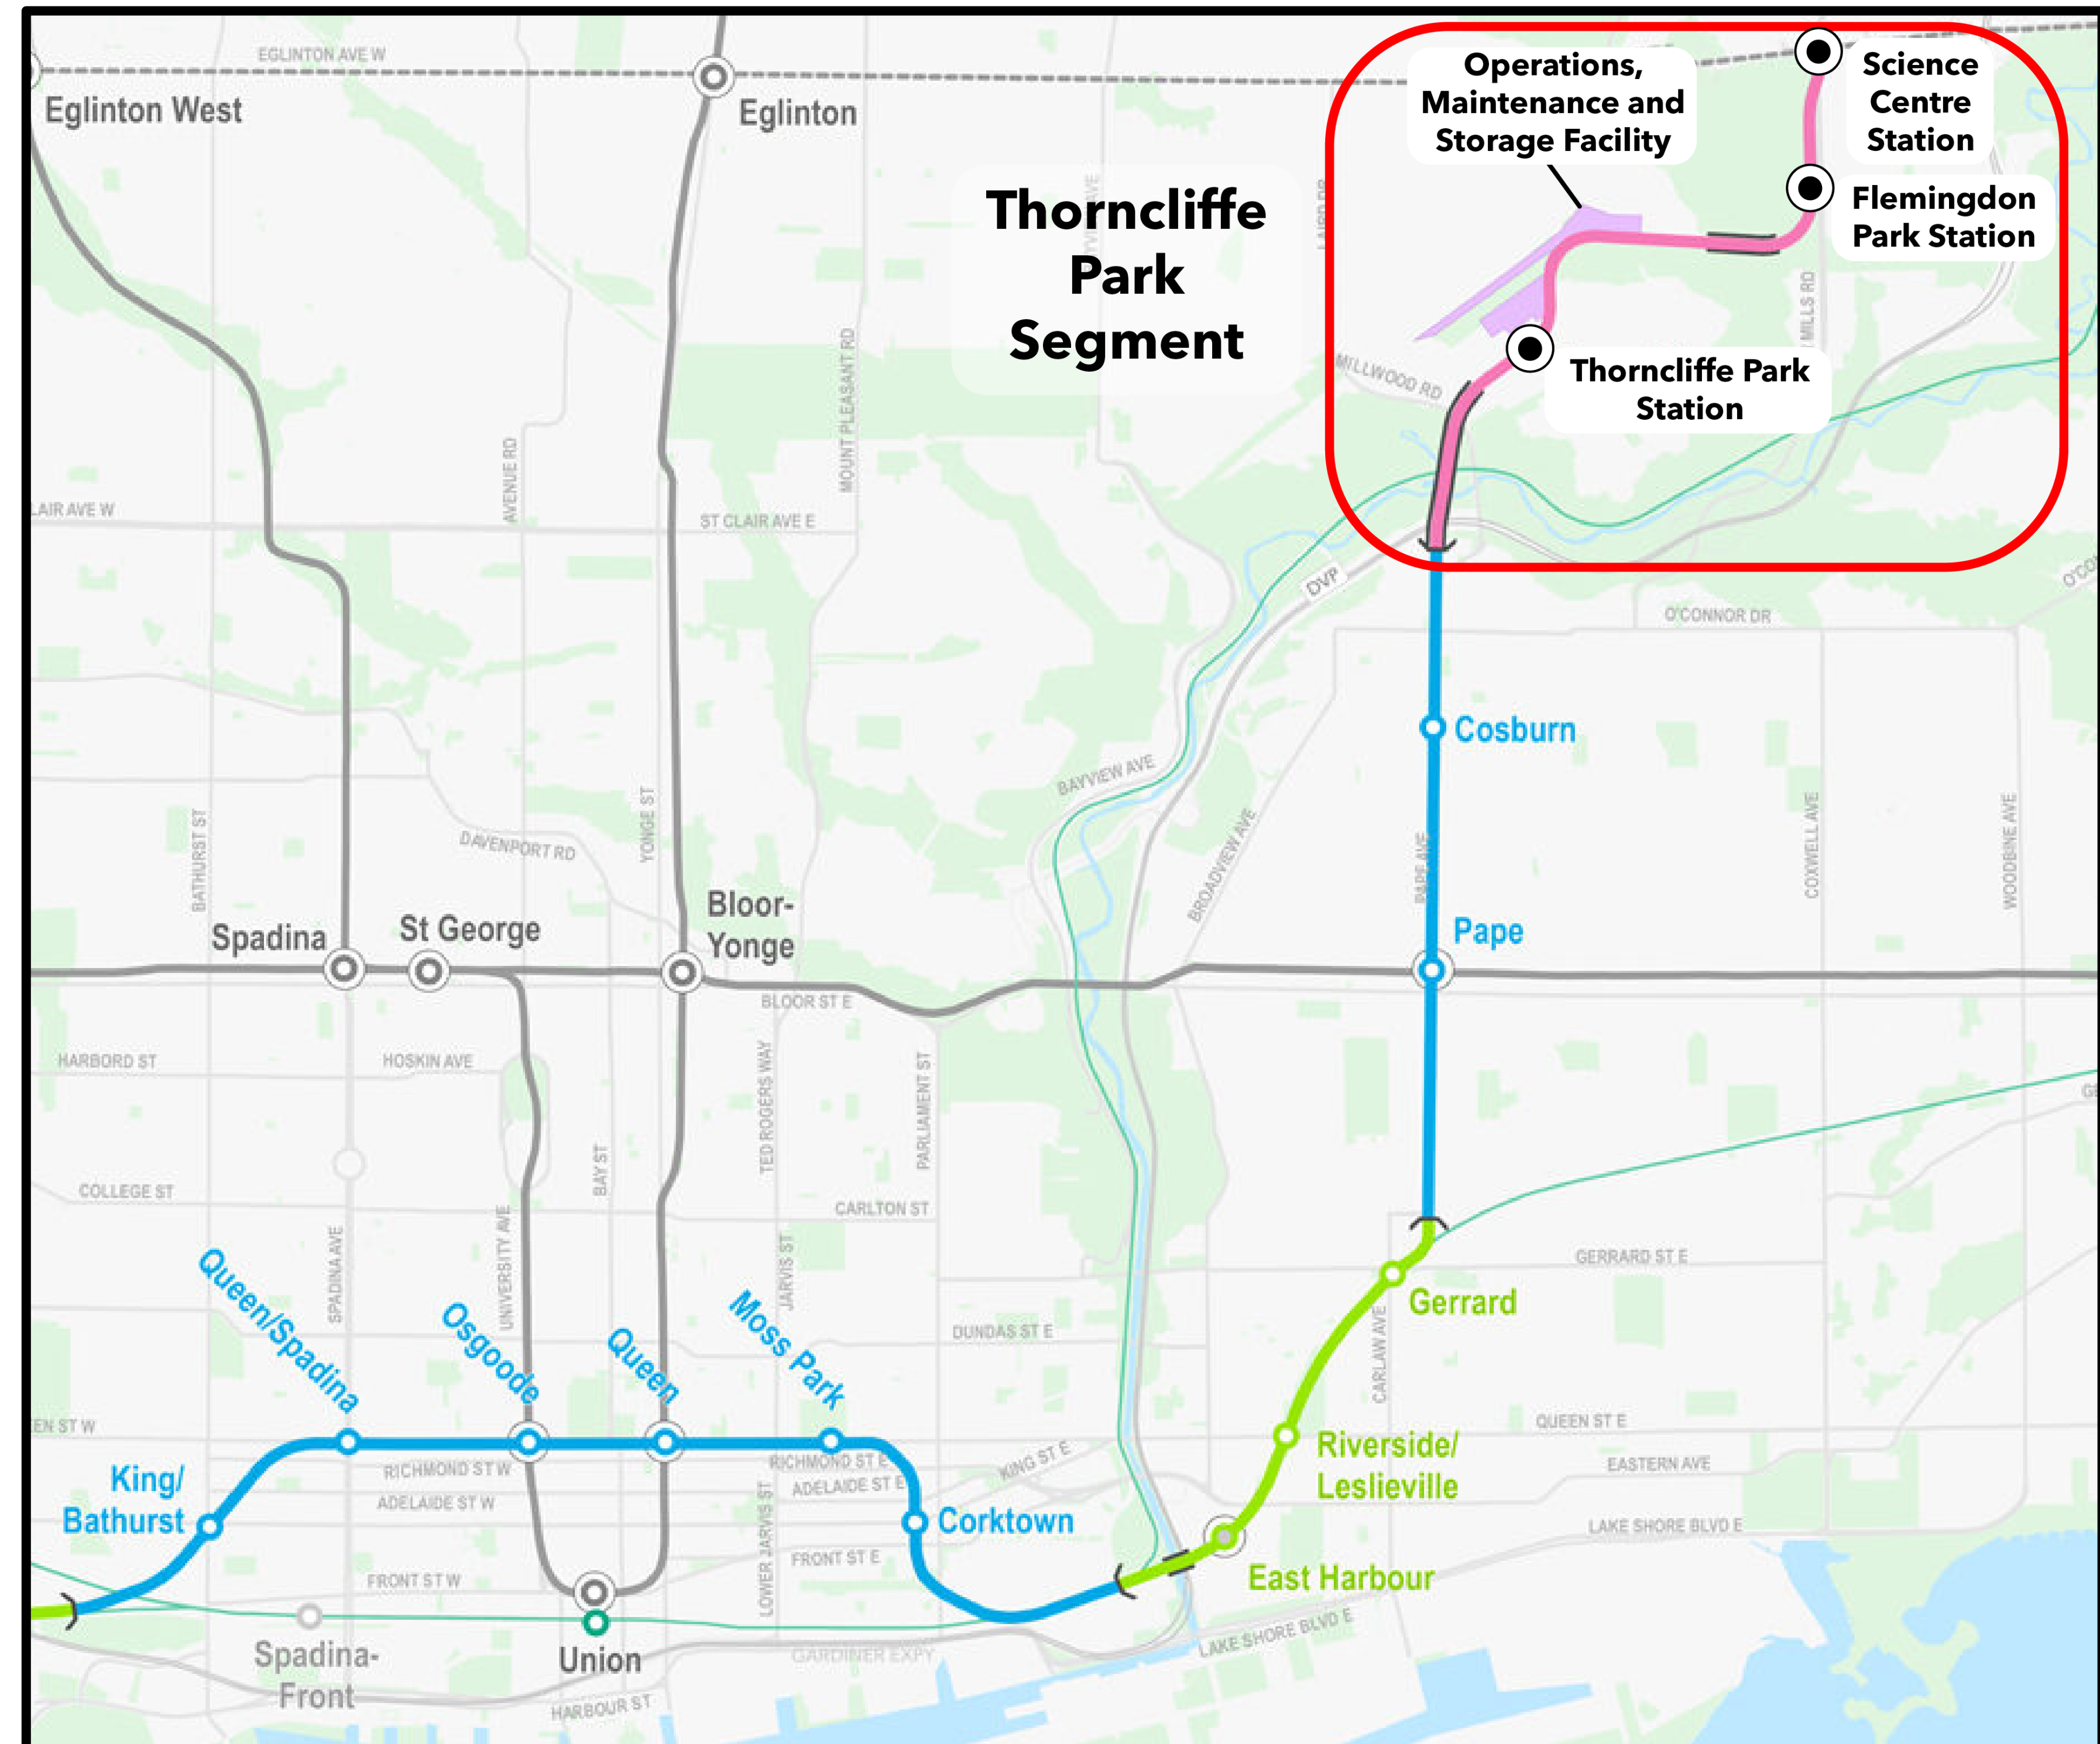 EGLINTON AVE W
Eglinton West
Eglinton
Operations,
Maintenance and
Storage Facility
Science
Centre
Station
Flemingdon
Park Station
Thorncliffe
Park
Segment
LAIRD DR
MILLS RD
Thorncliffe Park
Station
MILLWOOD RD
MOUNT PLEASANT RD
AVENUE RD
LAIR AVE W
ST CLAIR AVE E
DVP
O'CONNOR DR
Cosburn
BAYVIEW AVE
BATHURST ST
DAVENPORT RD
YONGE ST
BROADVIEW AVE
PAPE AVE
COXWELL AVE
WOODBINE AVE
Spadina
St George
Bloor-
Yonge
Pape
BLOOR ST E
HARBORD ST
HOSKIN AVE
TED ROGERS WAY
PARLIAMENT ST
BAY ST
COLLEGE ST
CARLTON ST
SPADINA AVE
UNIVERSITY AVE
JARVIS ST
GERRARD ST E
Gerrard
Queen/Spadina
Osgoode
Queen
Moss Park
DUNDAS ST E
CARLAW AVE
EN ST W
QUEEN ST E
King/
Bathurst
RICHMOND ST W
RICHMOND ST E
KING ST E
Riverside/
Leslieville
EASTERN AVE
ADELAIDE ST W
ADELAIDE ST E
Corktown
LAKE SHORE BLVD E
LOWER JARVIS ST
FRONT ST W
FRONT ST E
East Harbour
Spadina-
Front
Union
GARDINER EXPY
LAKE SHORE BLVD E
HARBOUR ST